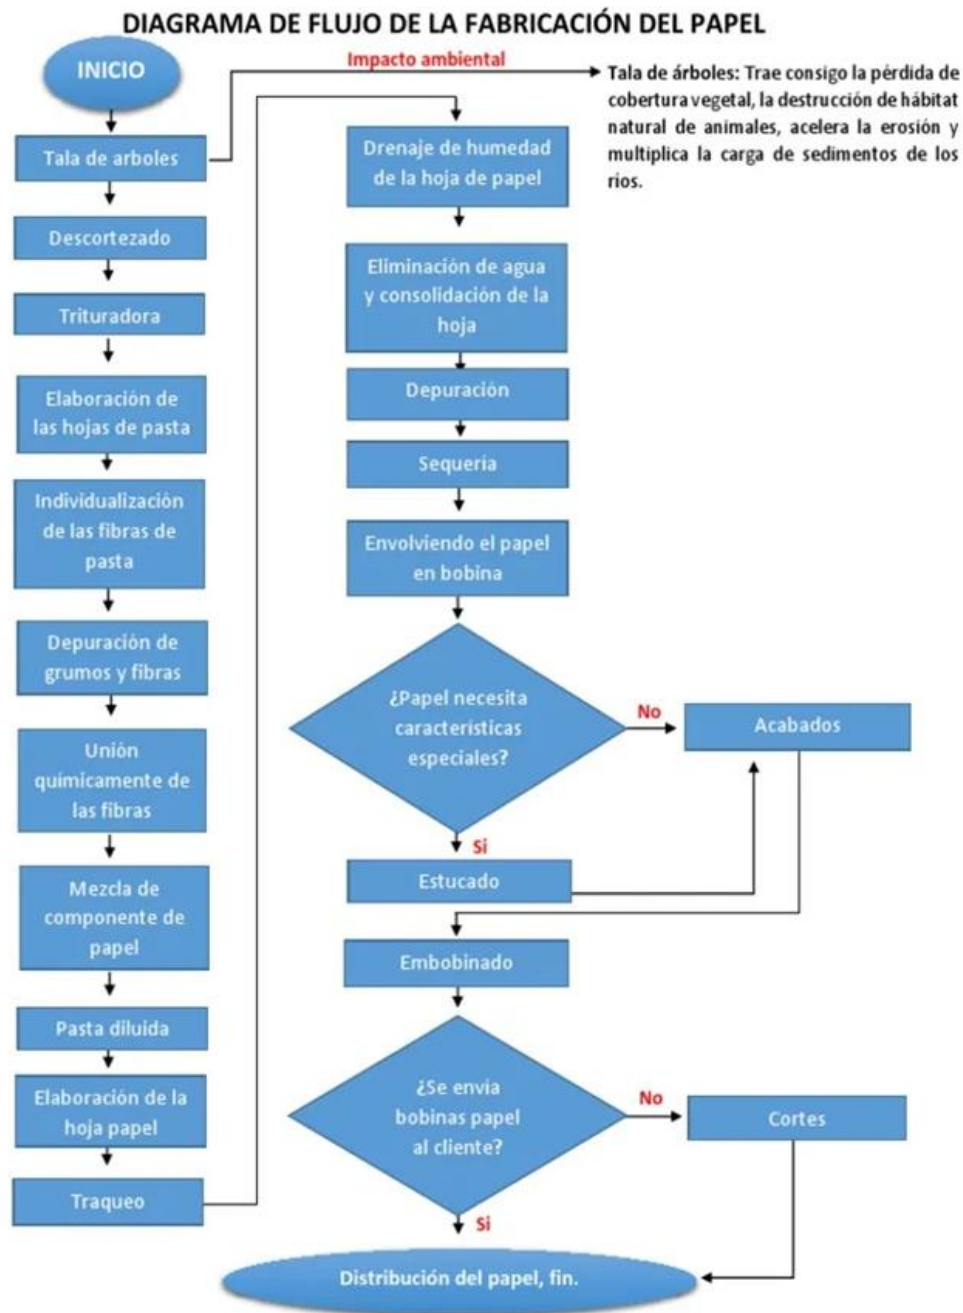 DIAGRAMA DE FLUJO DE LA FABRICACIÓN DEL PAPEL
INICIO
Impacto ambiental
Tala de árboles: Trae consigo la pérdida de
cobertura vegetal, la destrucción de hábitat
natural de animales, acelera la erosión y
multiplica la carga de sedimentos de los
ríos.
Tala de arboles
Descortezado
Trituradora
Elaboración de
las hojas de pasta
Individualización
de las fibras de
pasta
Depuración de
grumos y fibras
Unión
químicamente de
las fibras
Mezcla de
componente de
papel
Pasta diluida
Elaboración de la
hoja papel
Traqueo
Drenaje de humedad
de la hoja de papel
Eliminación de agua
y consolidación de la
hoja
Depuración
Sequería
Envolviendo el papel
en bobina
¿Papel necesita
características
especiales?
No
Acabados
Si
Estucado
Embobinado
¿Se envía
bobinas papel
al cliente?
No
Cortes
Si
Distribución del papel, fin.